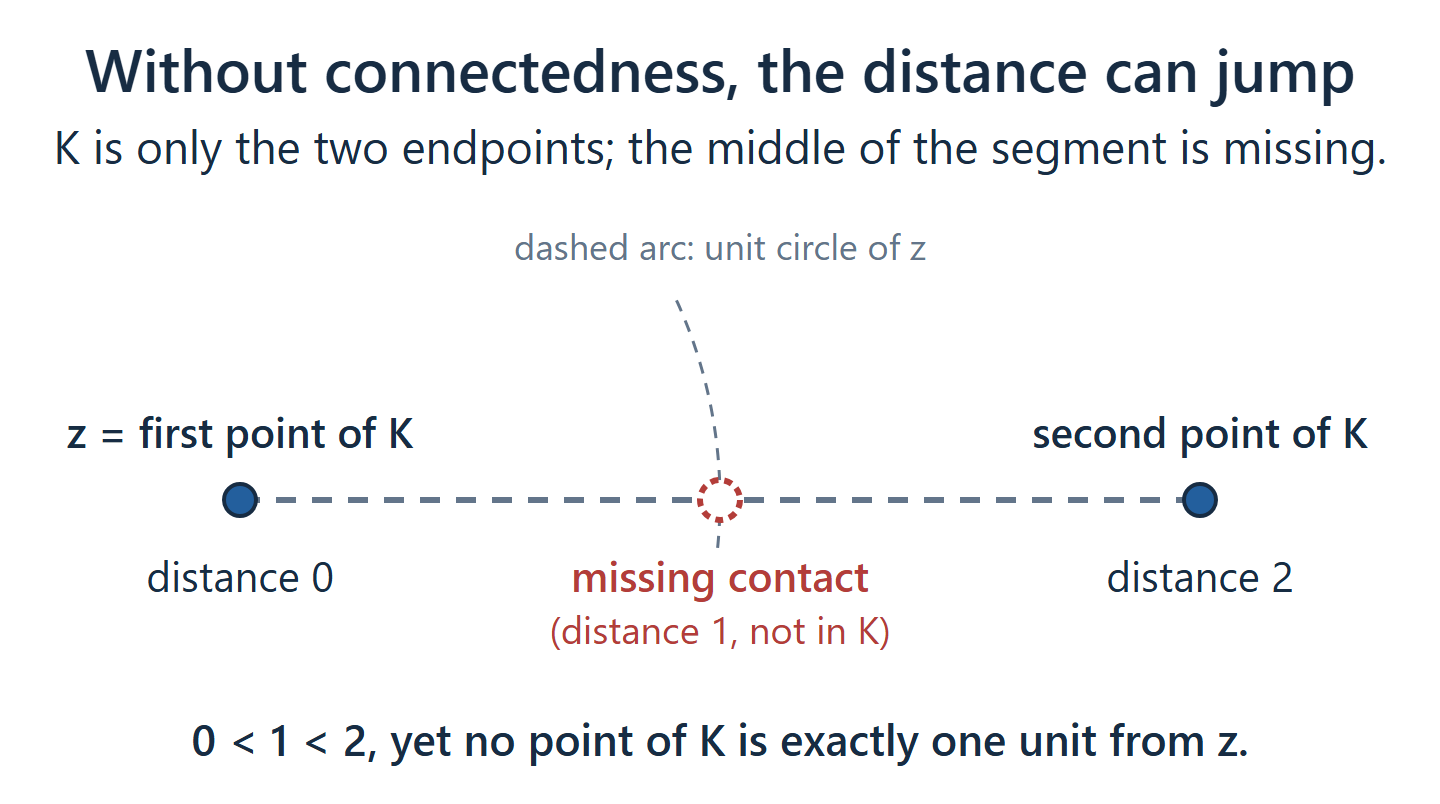 Without connectedness, the distance can jump
K is only the two endpoints; the middle of the segment is missing.
dashed arc: unit circle of z
z = first point of K
second point of K
distance 0
missing contact
distance 2
(distance 1, not in K)
0 < 1 < 2, yet no point of K is exactly one unit from z.